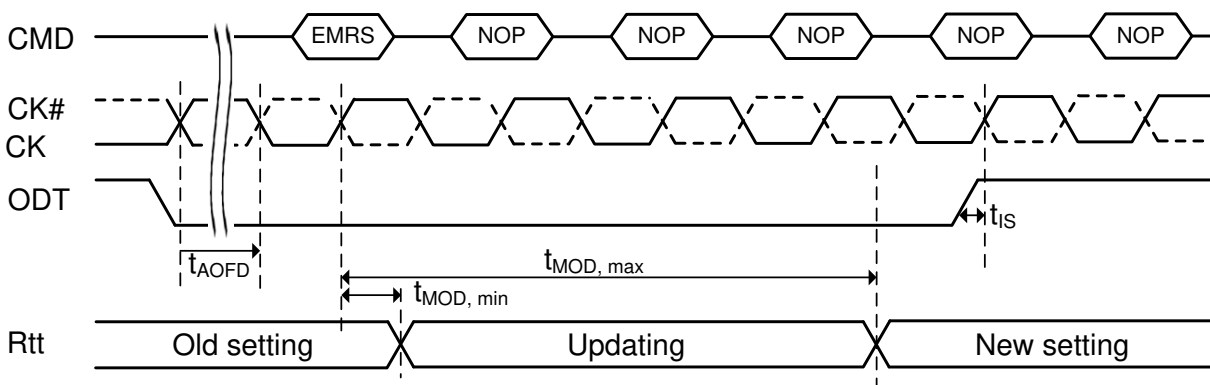 CMD EMRS NOP NOP NOP NOP NOP
CK#
CK
ODT
tIS
tAOFD
tMOD, max
tMOD, min
Rtt Old setting Updating New setting